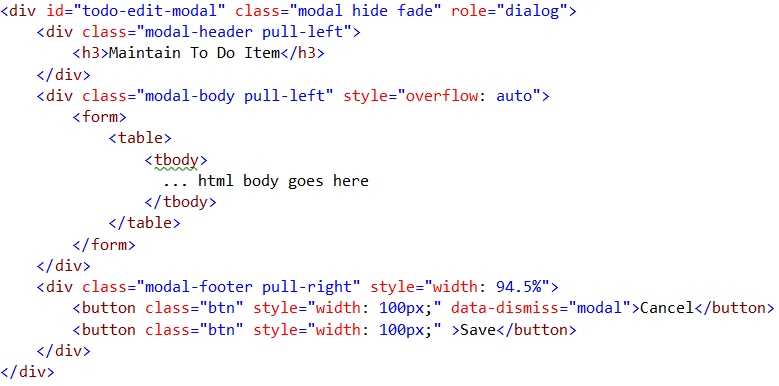 <div id="todo-edit-modal" class="modal hide fade" role="dialog">
    <div class="modal-header pull-left">
        <h3>Maintain To Do Item</h3>
    </div>
    <div class="modal-body pull-left" style="overflow: auto">
        <form>
            <table>
                <tbody>
                  ... html body goes here
                </tbody>
            </table>
        </form>
    </div>
    <div class="modal-footer pull-right" style="width: 94.5%">
        <button class="btn" style="width: 100px;" data-dismiss="modal">Cancel</button>
        <button class="btn" style="width: 100px;" >Save</button>
    </div>
</div>